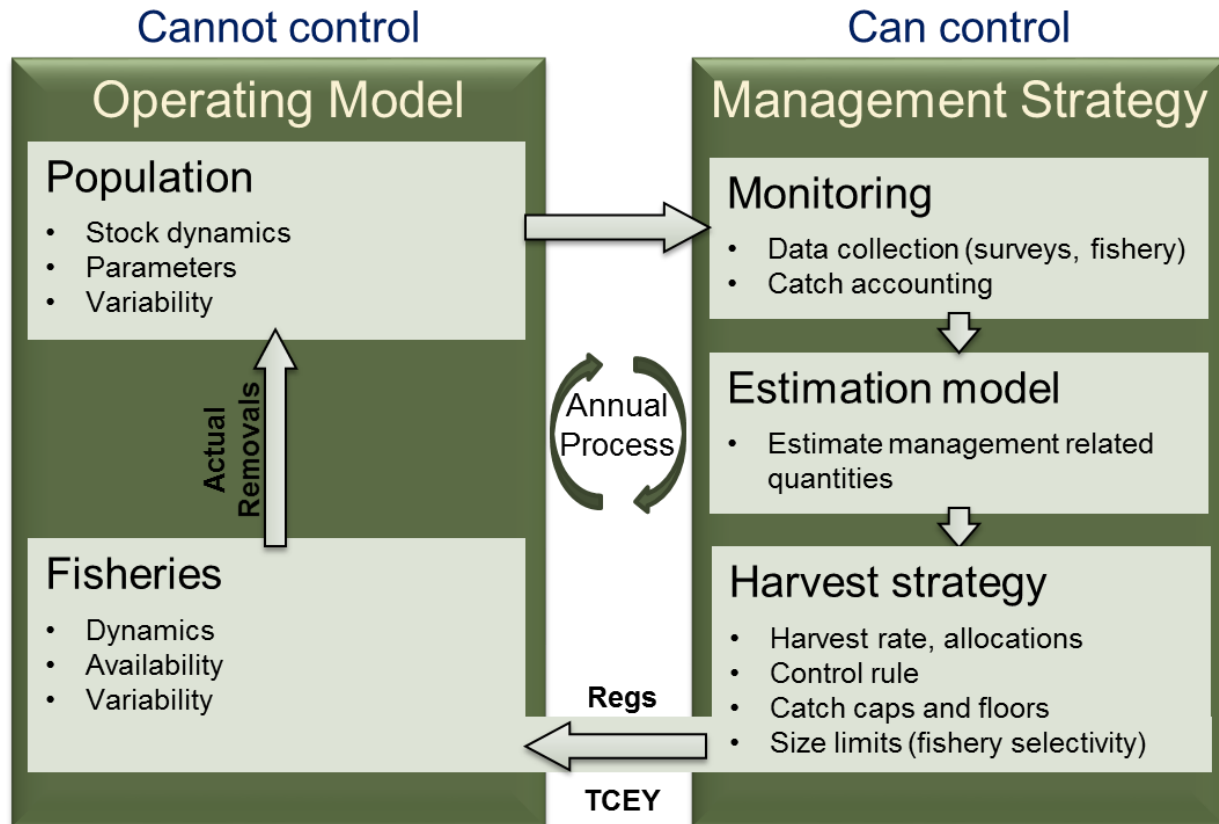 Cannot control
Operating Model
Population
• Stock dynamics
• Parameters
• Variability
Actual
Removals
Fisheries
• Dynamics
• Availability
• Variability
Annual
Process
Regs
TCEY
Can control
Management Strategy
Monitoring
• Data collection (surveys, fishery)
• Catch accounting
Estimation model
• Estimate management related
quantities
Harvest strategy
• Harvest rate, allocations
• Control rule
• Catch caps and floors
• Size limits (fishery selectivity)